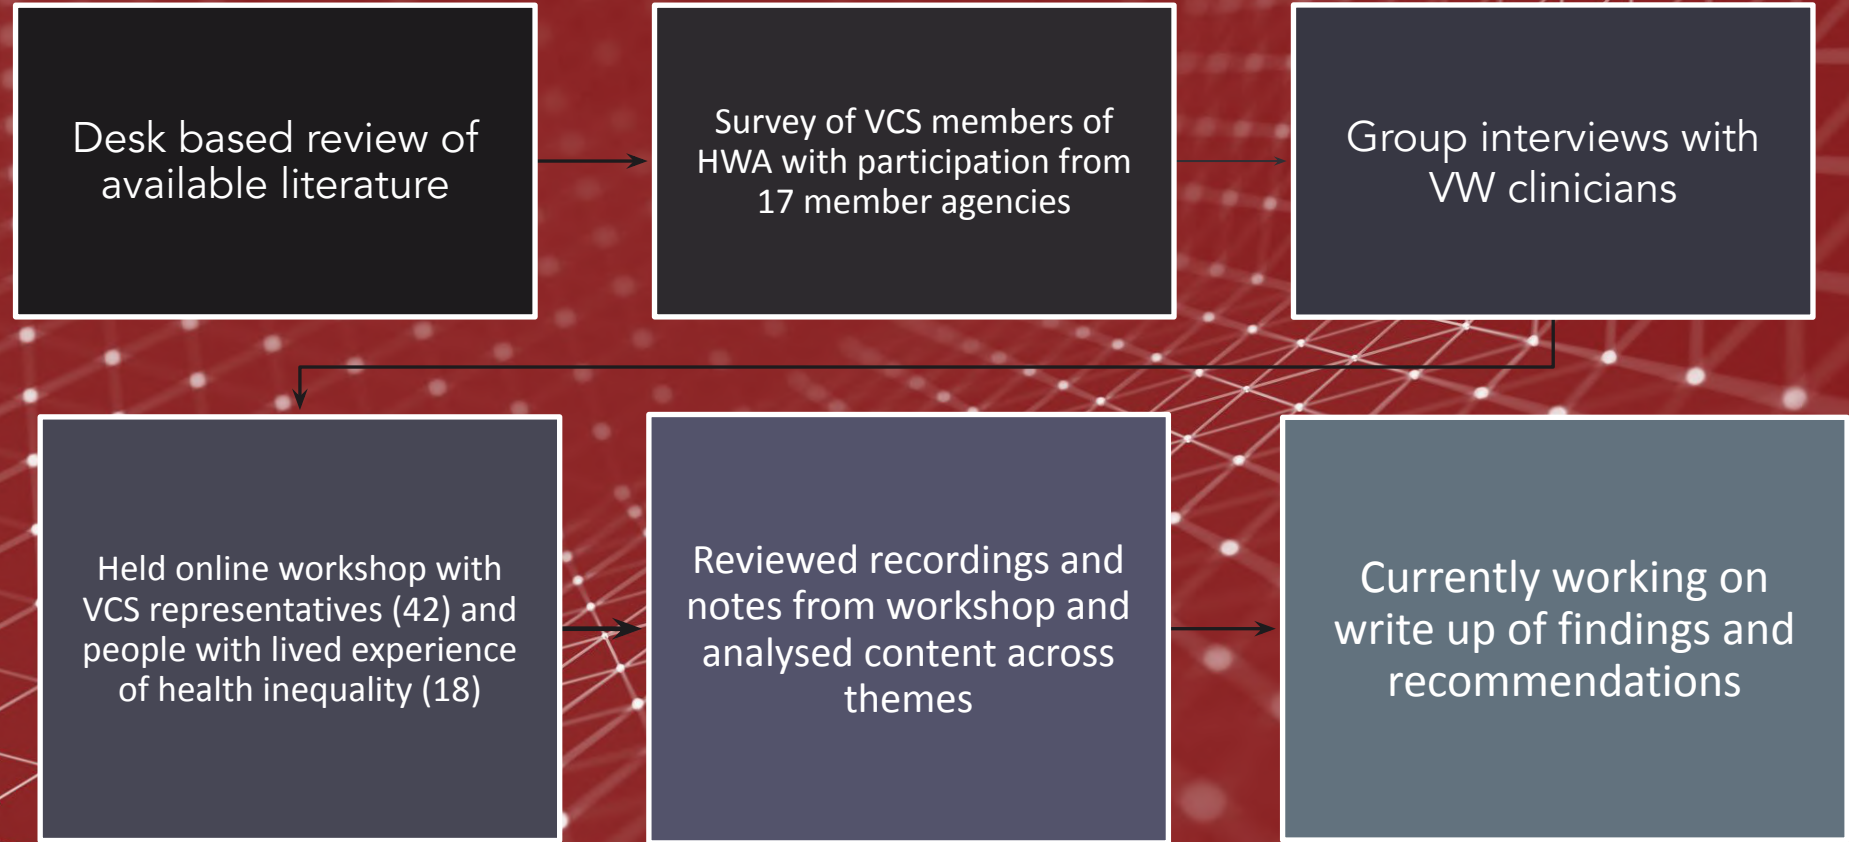 Desk based review of
available literature
Survey of VCS members of
HWA with participation from
17 member agencies
Group interviews with
VW clinicians
Held online workshop with
VCS representatives (42) and
people with lived experience
of health inequality (18)
Reviewed recordings and
notes from workshop and
analysed content across
themes
Currently working on
write up of findings and
recommendations